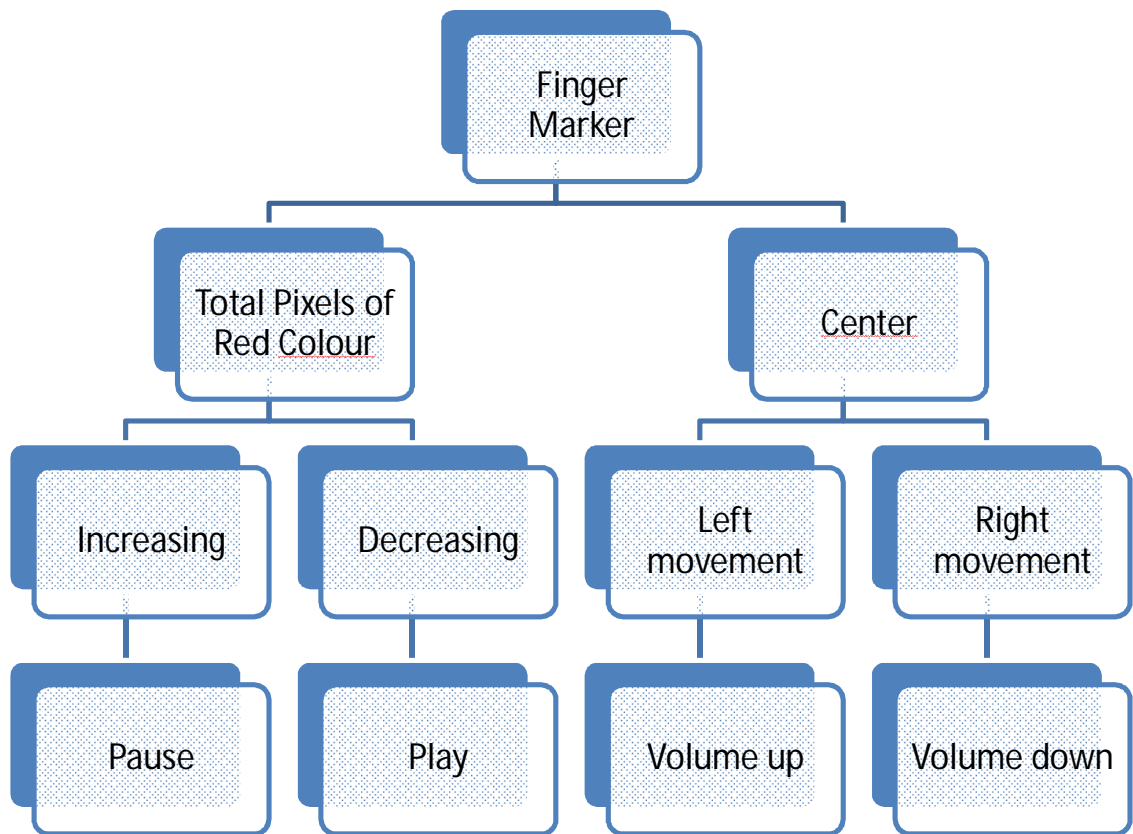 Finger
Marker
Total Pixels of
Red Colour
Center
Increasing
Decreasing
Left
movement
Right
movement
Pause
Play
Volume up
Volume down